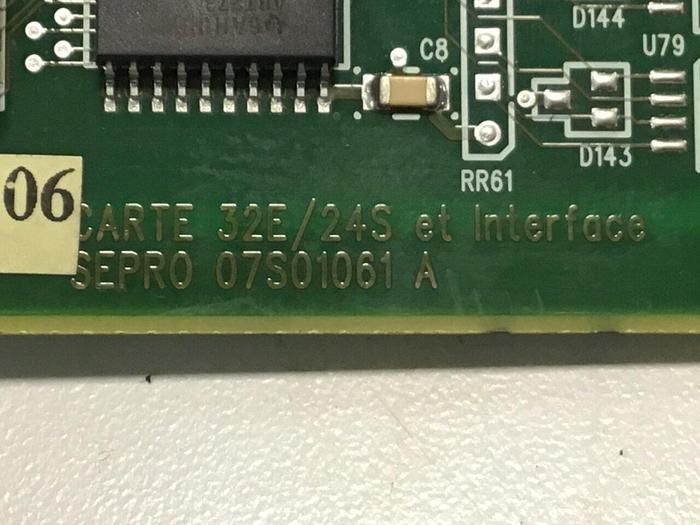 D144
U79
C8
D143
RR61
06
CARTE 32E/24S et Interface
SEPRO 07S01061 A